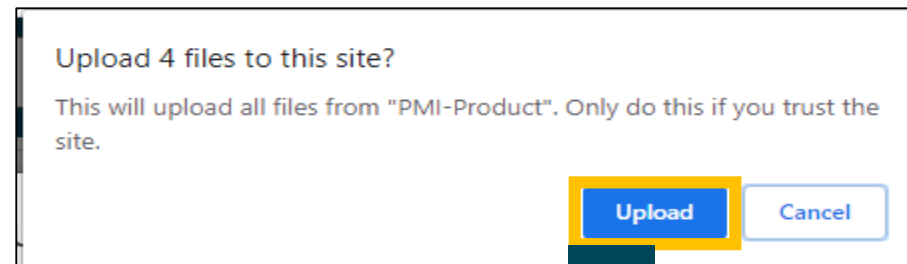 Upload 4 files to this site?
This will upload all files from "PMI-Product". Only do this if you trust the
site.
Upload Cancel